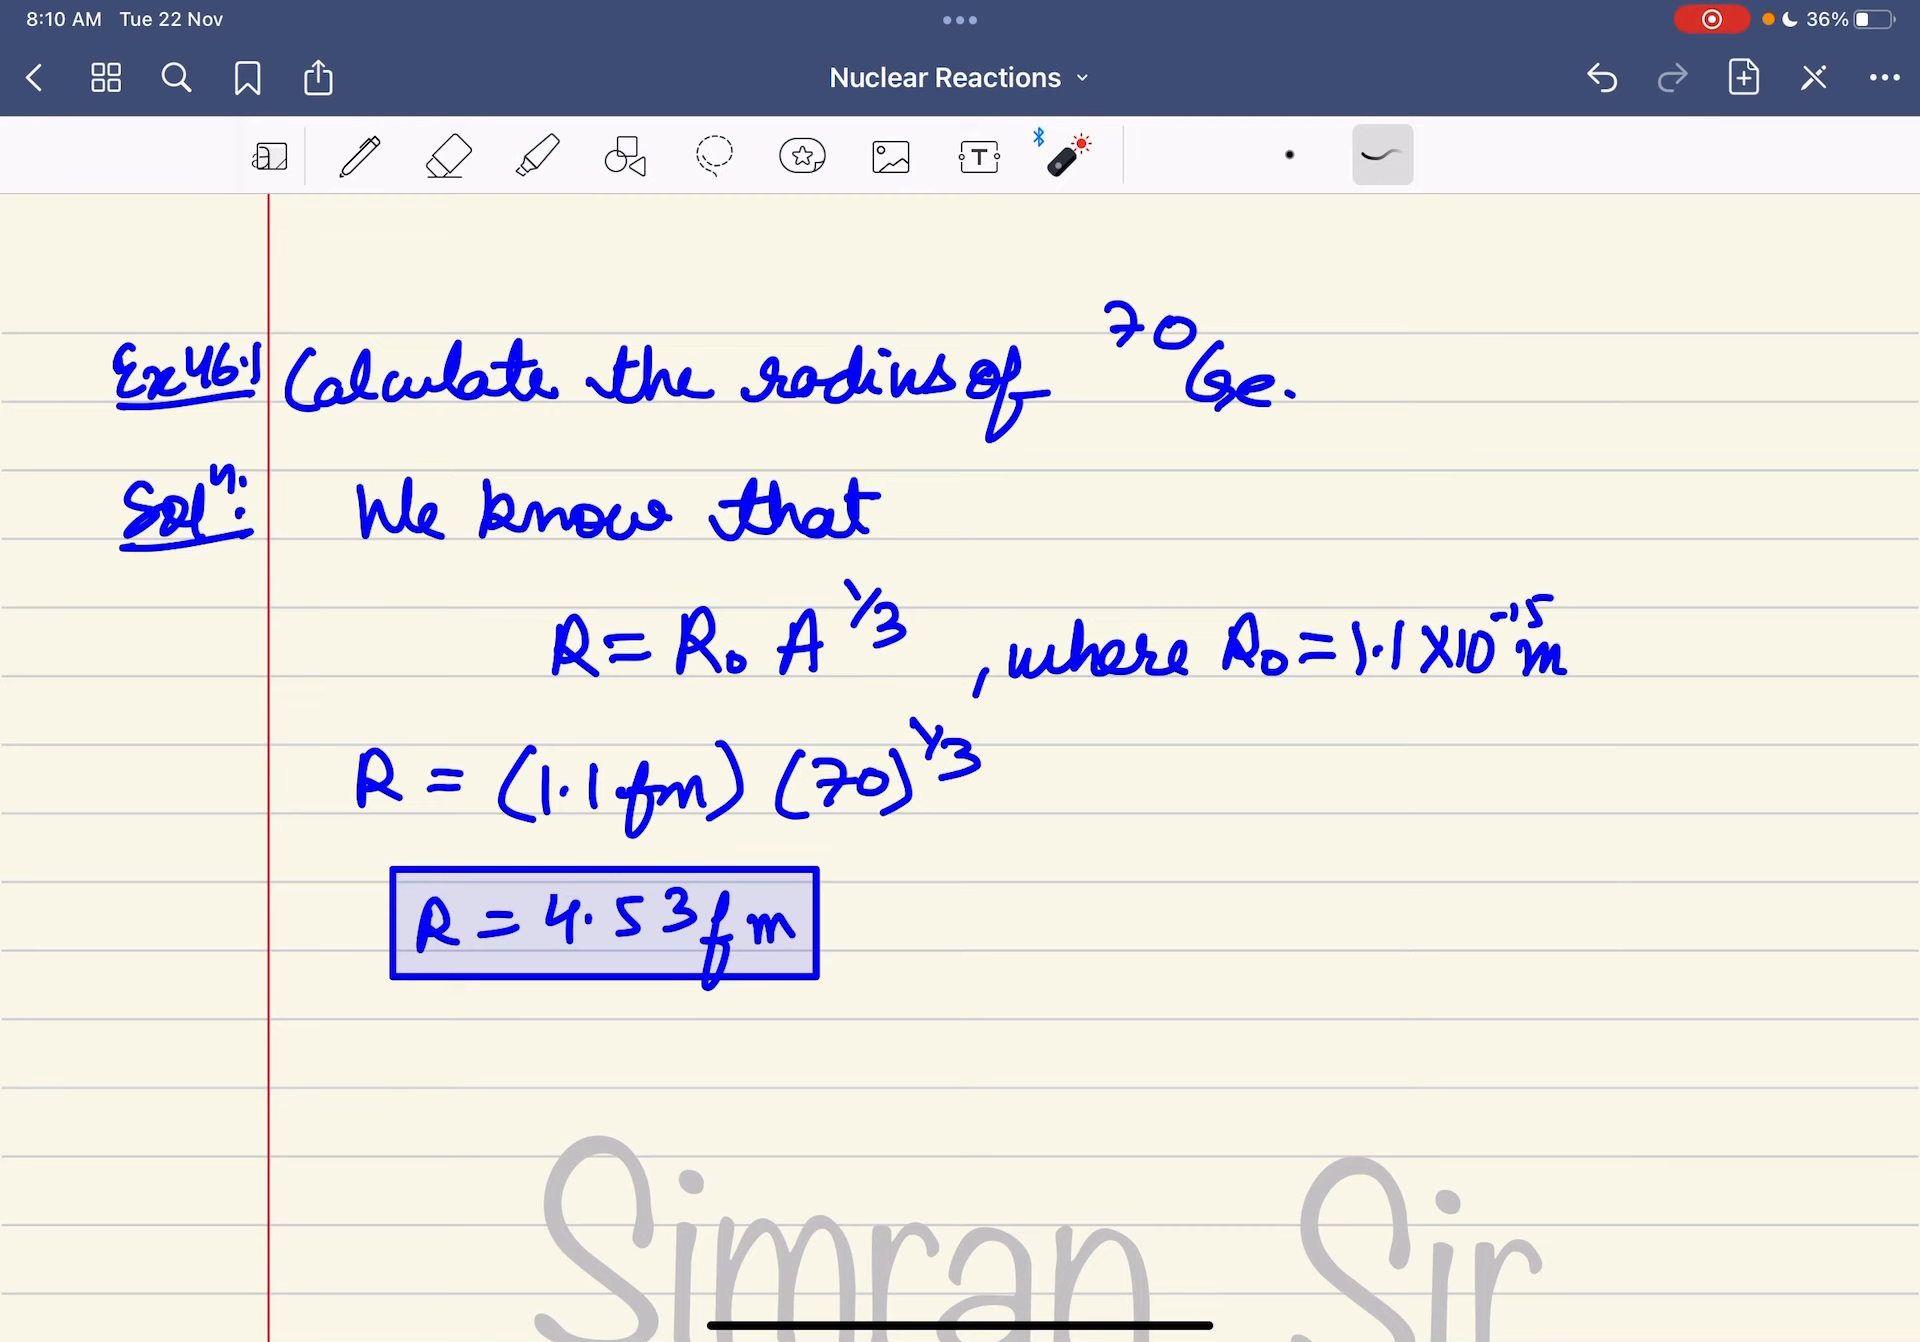 8:10 AM Tue 22 Nov
36%
Nuclear Reactions
T
Ex 46.1 Calculate the radius of ⁷⁰Ge.
Solⁿ: We know that
R = R₀ A^1/3, where R₀ = 1.1 X10⁻¹⁵ m
R = (1.1 fm) (70)^1/3
R = 4.53 fm
Simran Sir